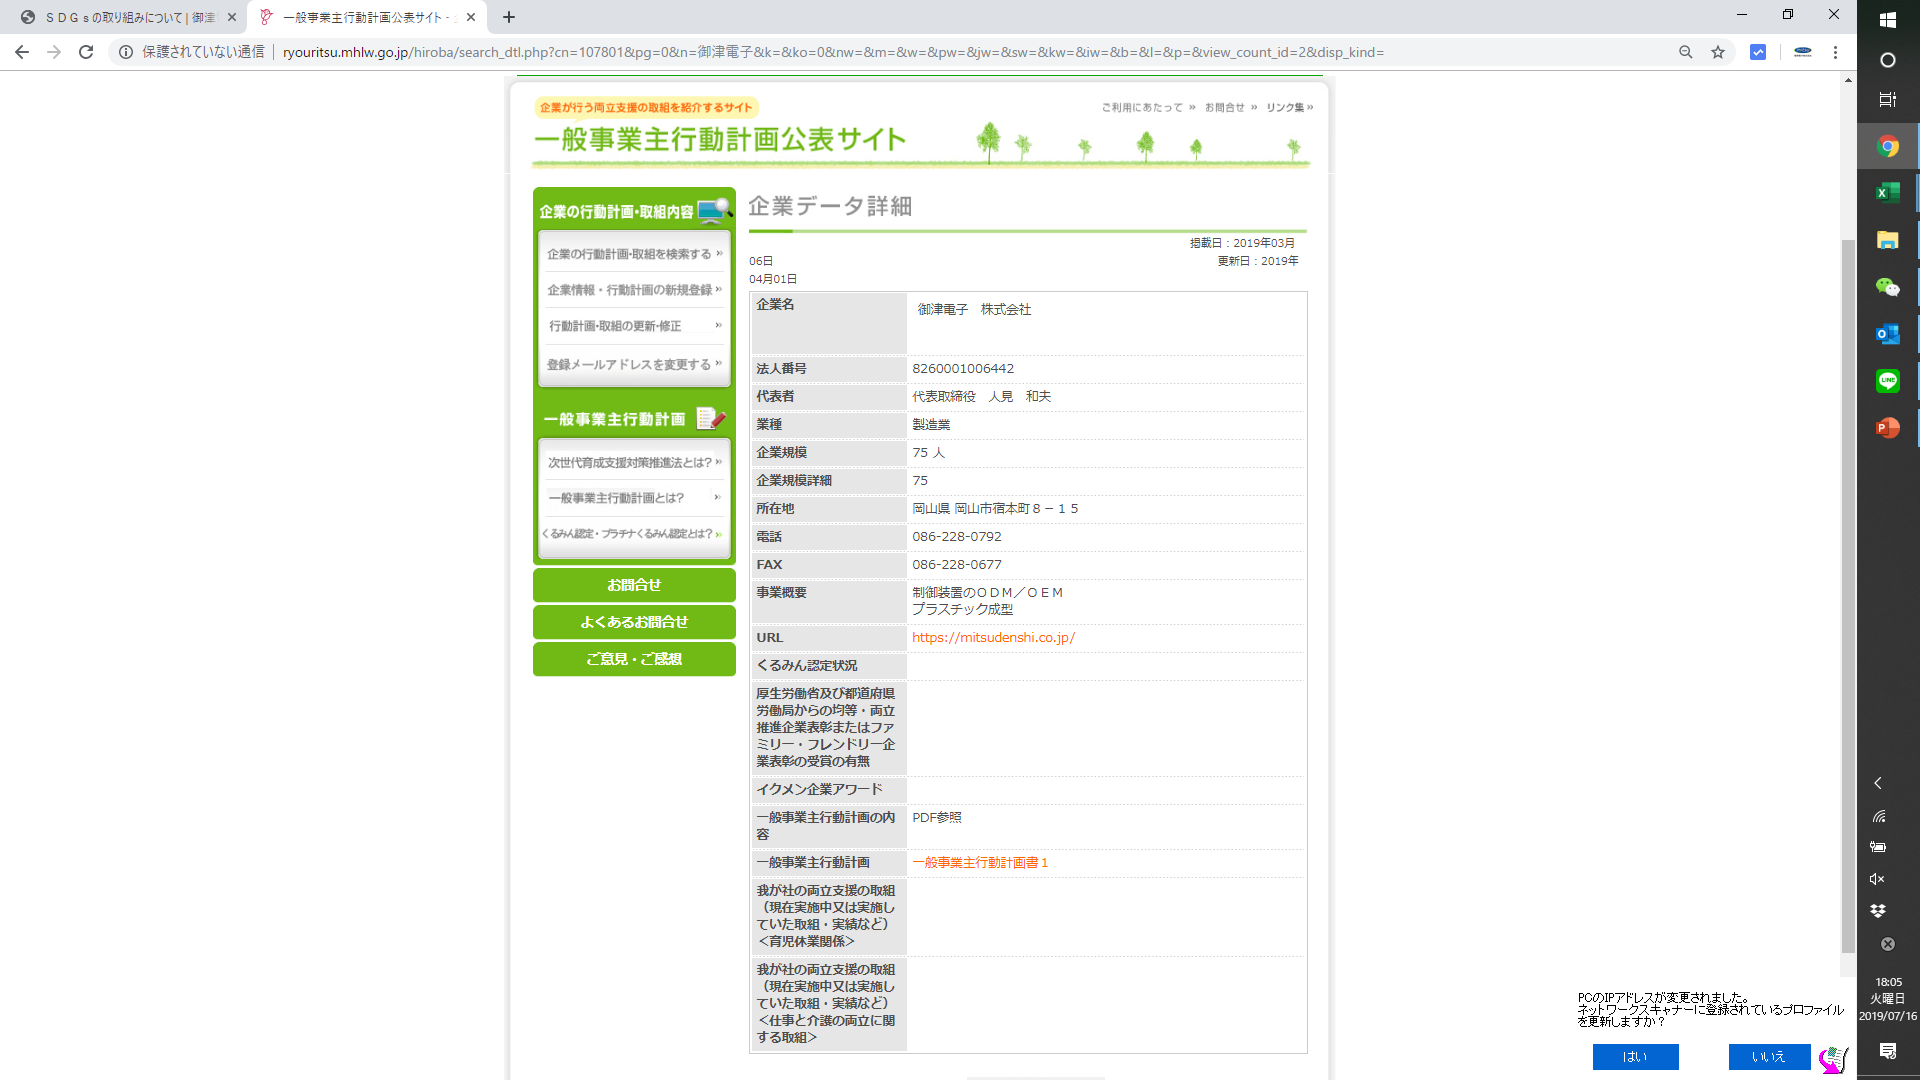 ＳＤＧｓの取り組みについて | 御津
一般事業主行動計画公表サイト -
保護されていない通信
ryouritsu.mhlw.go.jp/hiroba/search_dtl.php?cn=107801&pg=0&n=御津電子&k=&ko=0&nw=&m=&w=&pw=&jw=&sw=&kw=&iw=&b=&l=&p=&view_count_id=2&disp_kind=
企業が行う両立支援の取組を紹介するサイト
ご利用にあたって » お問合せ » リンク集 »
一般事業主行動計画公表サイト
企業の行動計画・取組内容
企業の行動計画・取組を検索する »
企業情報・行動計画の新規登録 »
行動計画・取組の更新・修正 »
登録メールアドレスを変更する »
一般事業主行動計画
次世代育成支援対策推進法とは? »
一般事業主行動計画とは? »
くるみん認定・プラチナくるみん認定とは? »
お問合せ
よくあるお問合せ
ご意見・ご感想
企業データ詳細
掲載日：2019年03月
06日 更新日：2019年
04月01日
企業名 御津電子　株式会社
法人番号 8260001006442
代表者 代表取締役　人見　和夫
業種 製造業
企業規模 75 人
企業規模詳細 75
所在地 岡山県 岡山市宿本町８－１５
電話 086-228-0792
FAX 086-228-0677
事業概要 制御装置のＯＤＭ／ＯＥＭ
プラスチック成型
URL https://mitsudenshi.co.jp/
くるみん認定状況
厚生労働省及び都道府県
労働局からの均等・両立
推進企業表彰またはファ
ミリー・フレンドリー企
業表彰の受賞の有無
イクメン企業アワード
一般事業主行動計画の内
容 PDF参照
一般事業主行動計画 一般事業主行動計画書１
我が社の両立支援の取組
（現在実施中又は実施し
ていた取組・実績など）
＜育児休業関係＞
我が社の両立支援の取組
（現在実施中又は実施し
ていた取組・実績など）
＜仕事と介護の両立に関
する取組＞
PCのIPアドレスが変更されました。
ネットワークスキャナーに登録されているプロファイル
を更新しますか？
はい いいえ
LINE
18:05
火曜日
2019/07/16